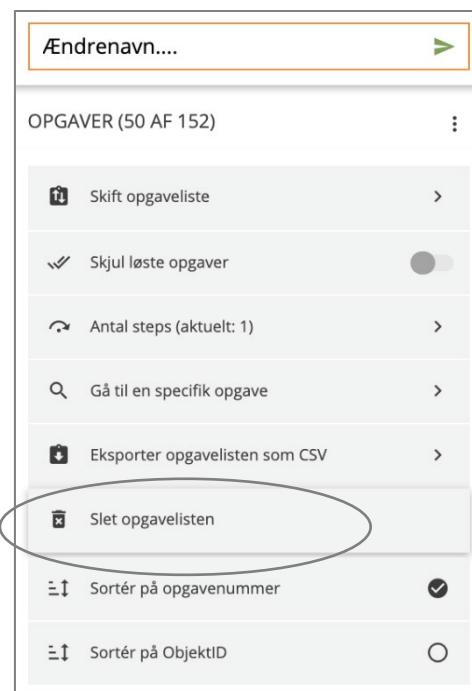 Ændrenavn....
OPGAVER (50 AF 152)
Skift opgaveliste
Skjul løste opgaver
Antal steps (aktuelt: 1)
Gå til en specifik opgave
Eksporter opgavelisten som CSV
Slet opgavelisten
Sortér på opgavenummer
Sortér på ObjektID